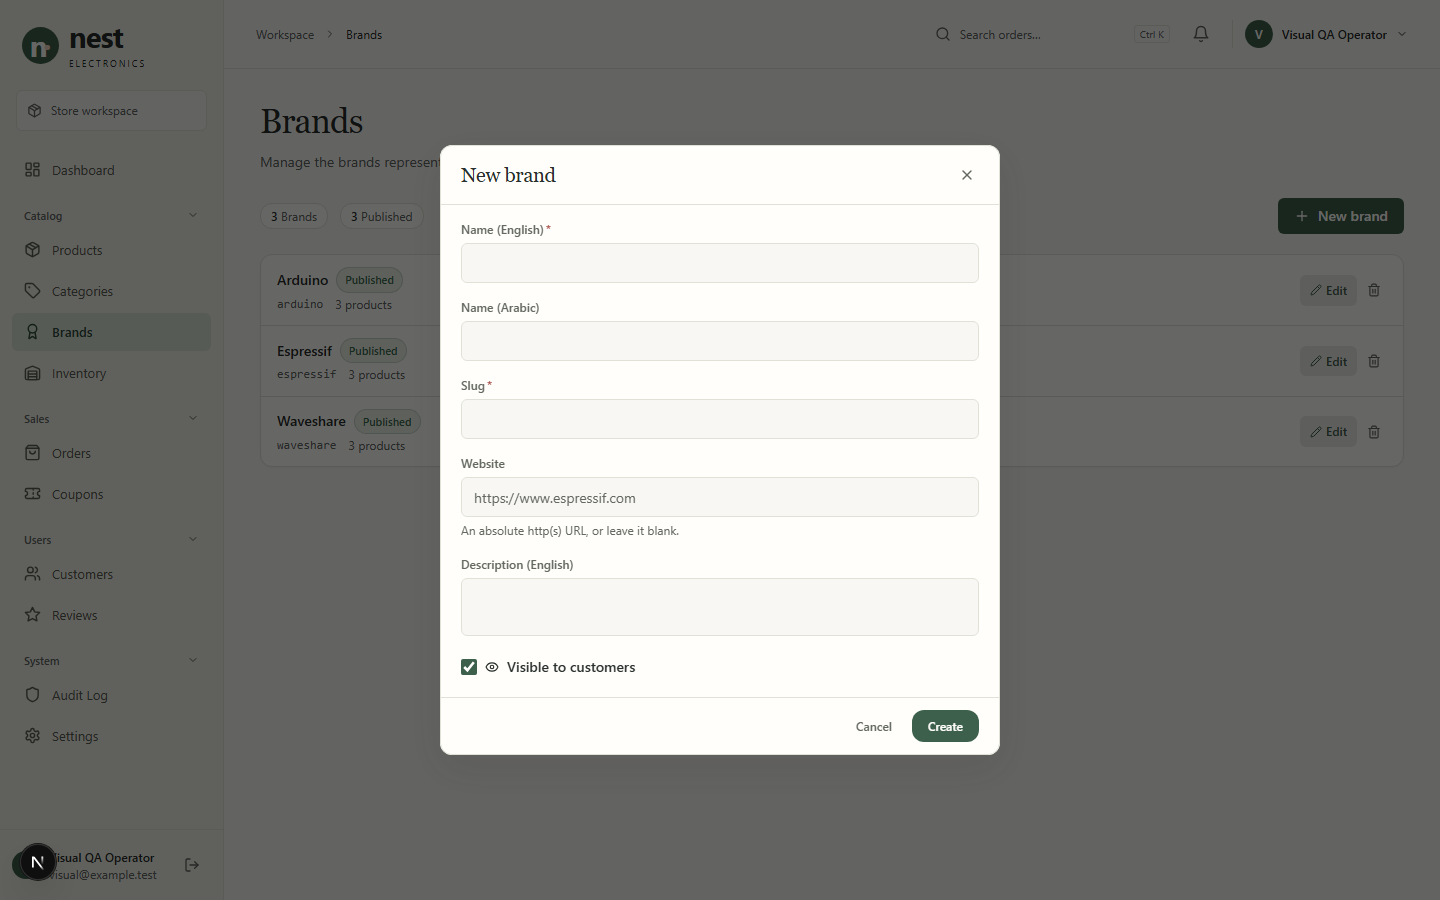 nest
ELECTRONICS
Store workspace
Dashboard
Catalog
Products
Categories
Brands
Inventory
Sales
Orders
Coupons
Users
Customers
Reviews
System
Audit Log
Settings
isual QA Operator
visual@example.test
Workspace > Brands
Search orders...
Ctrl K
V
Visual QA Operator
Brands
Manage the brands represent
3 Brands
3 Published
New brand
Arduino Published
arduino 3 products
Edit
Espressif Published
espressif 3 products
Edit
Waveshare Published
waveshare 3 products
Edit
New brand
Name (English) *
Name (Arabic)
Slug *
Website
https://www.espressif.com
An absolute http(s) URL, or leave it blank.
Description (English)
Visible to customers
Cancel
Create